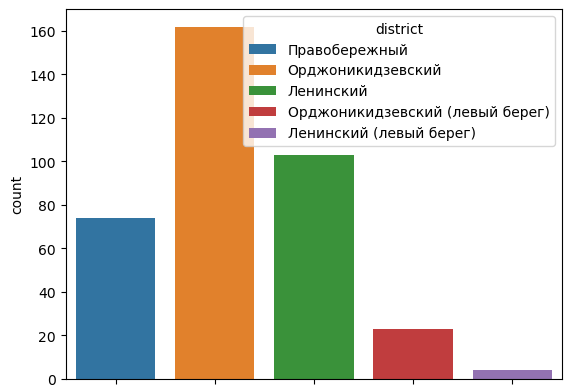 district
Правобережный
Орджоникидзевский
Ленинский
Орджоникидзевский (левый берег)
Ленинский (левый берег)
count
160
140
120
100
80
60
40
20
0